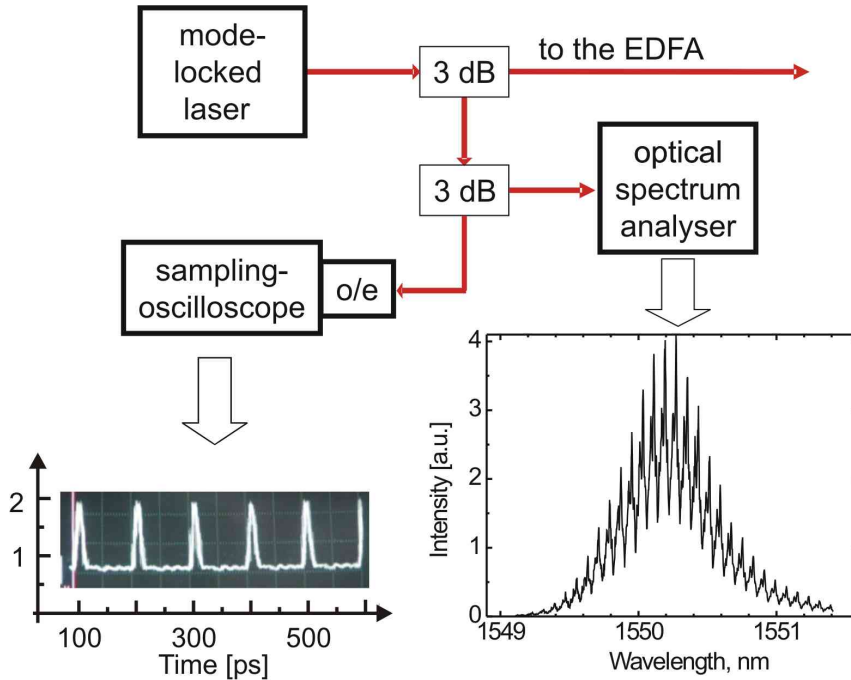 mode-
locked
laser
3 dB
to the EDFA
3 dB
optical
spectrum
analyser
sampling-
oscilloscope
o/e
2
1
100 300 500
Time [ps]
4
3
2
1
0
Intensity [a.u.]
1549 1550 1551
Wavelength, nm